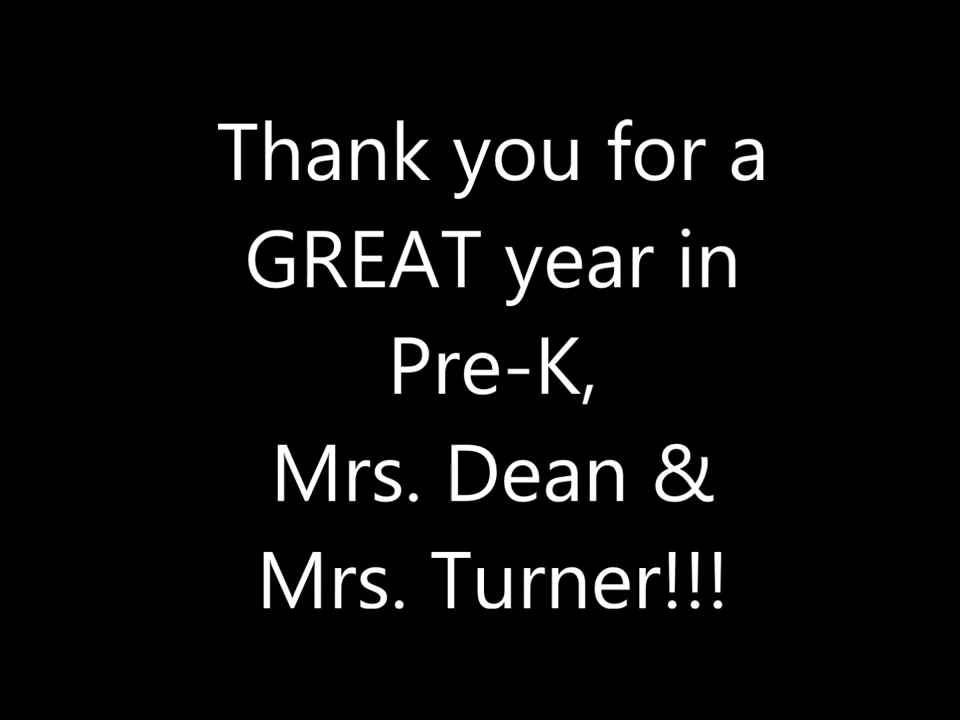 Thank you for a
GREAT year in
Pre-K,
Mrs. Dean &
Mrs. Turner!!!